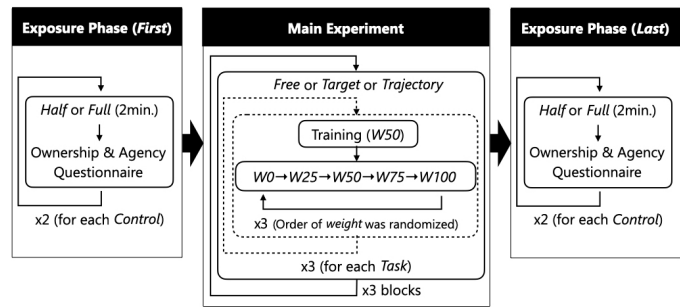 Exposure Phase (First)
Half or Full (2min.)
Ownership & Agency
Questionnaire
x2 (for each Control)
Main Experiment
Free or Target or Trajectory
Training (W50)
W0→W25→W50→W75→W100
x3 (Order of weight was randomized)
x3 (for each Task)
x3 blocks
Exposure Phase (Last)
Half or Full (2min.)
Ownership & Agency
Questionnaire
x2 (for each Control)